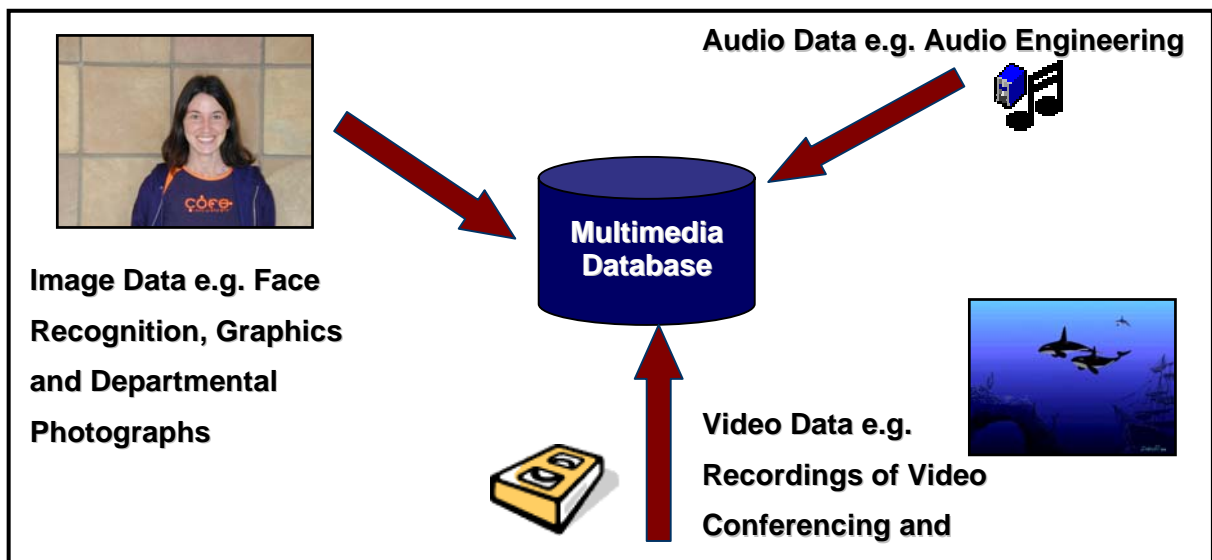 Audio Data e.g. Audio Engineering
Multimedia
Database
Image Data e.g. Face
Recognition, Graphics
and Departmental
Photographs
Video Data e.g.
Recordings of Video
Conferencing and